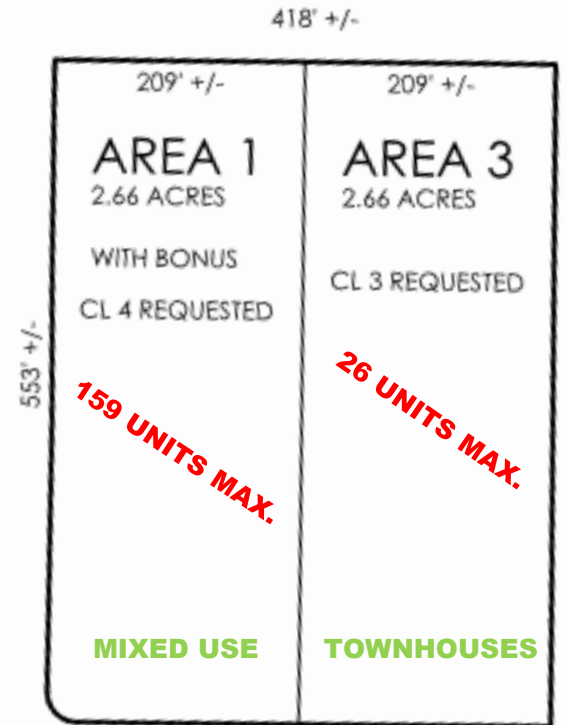 418' +/-
209' +/-
209' +/-
AREA 1
2.66 ACRES
WITH BONUS
CL 4 REQUESTED
553' +/-
159 UNITS MAX.
MIXED USE
AREA 3
2.66 ACRES
CL 3 REQUESTED
26 UNITS MAX.
TOWNHOUSES